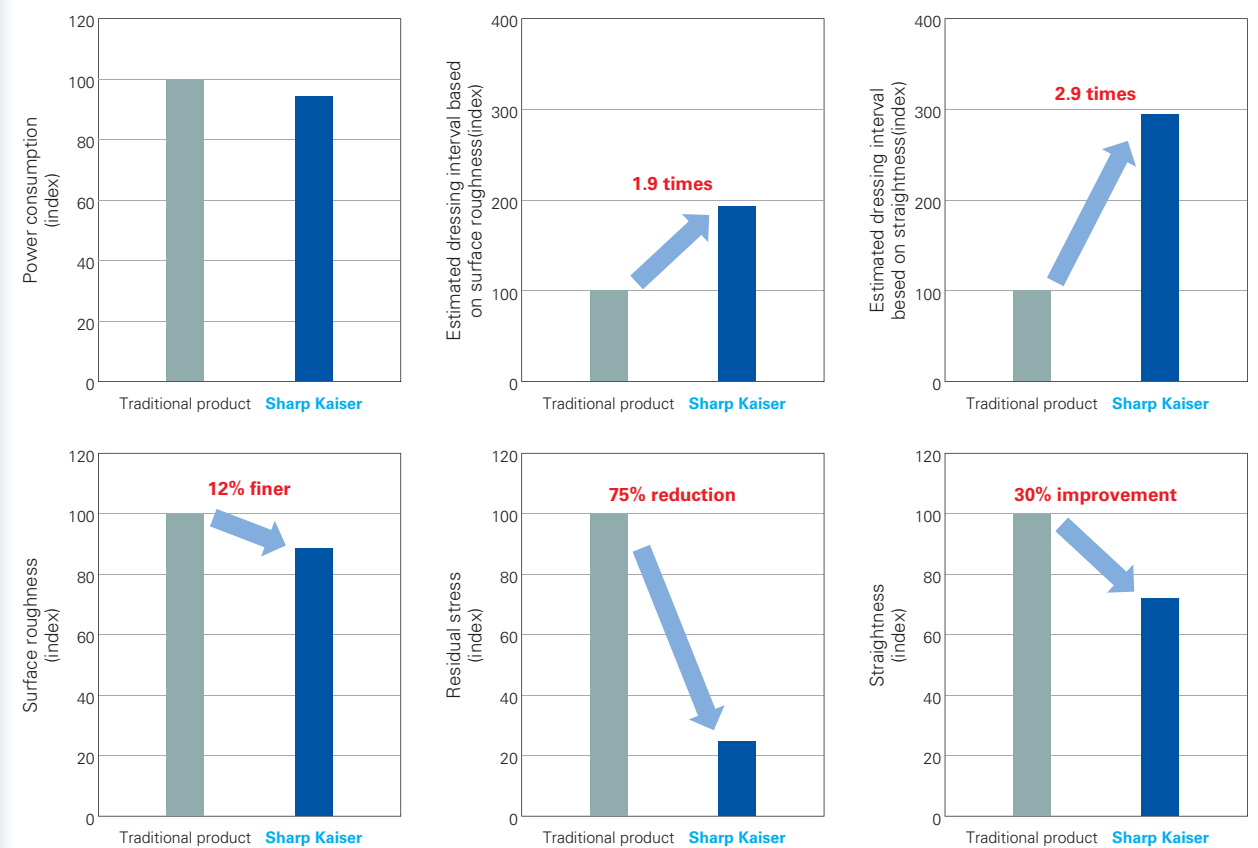 Power consumption
(index)
120
100
80
60
40
20
0
Traditional product Sharp Kaiser
Estimated dressing interval based
on surface roughness(index)
400
300
200
100
0
1.9 times
Traditional product Sharp Kaiser
Estimated dressing interval
besed on straightness(index)
400
300
200
100
0
2.9 times
Traditional product Sharp Kaiser
Surface roughness
(index)
120
100
80
60
40
20
0
12% finer
Traditional product Sharp Kaiser
Residual stress
(index)
120
100
80
60
40
20
0
75% reduction
Traditional product Sharp Kaiser
Straightness
(index)
120
100
80
60
40
20
0
30% improvement
Traditional product Sharp Kaiser